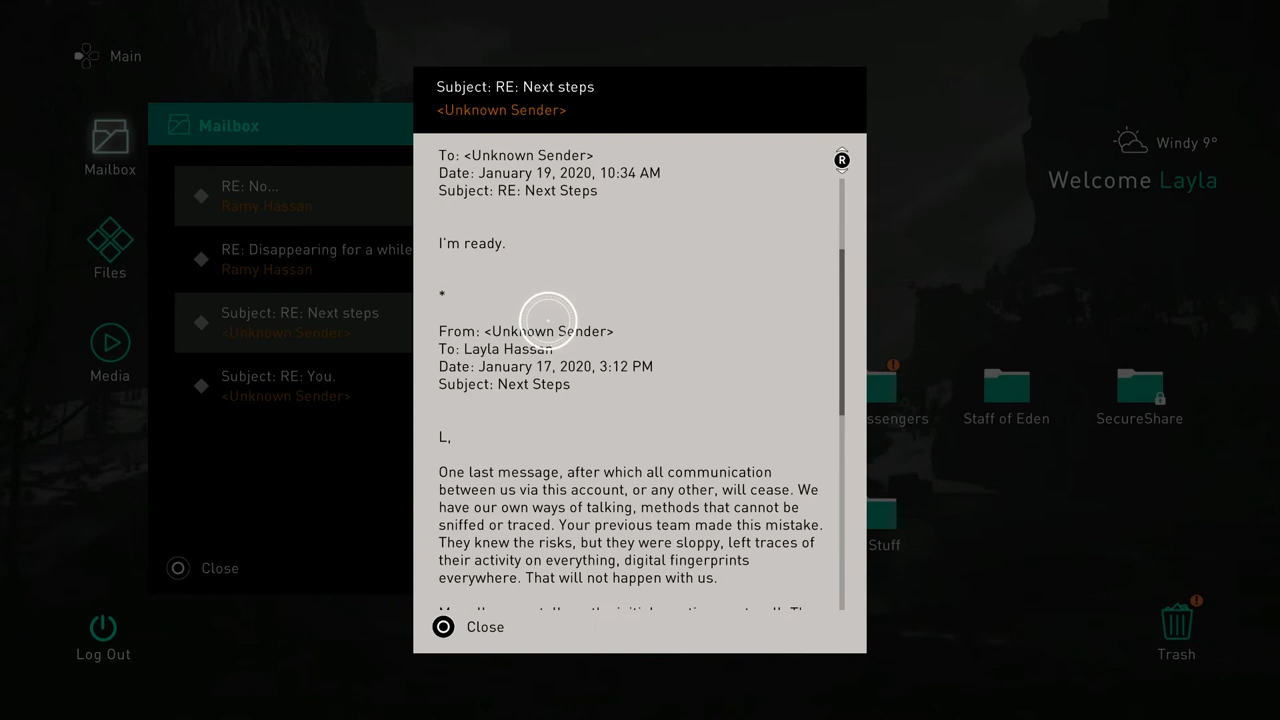 Main
Subject: RE: Next steps
<Unknown Sender>
Mailbox
Mailbox
RE: No...
Ramy Hassan
RE: Disappearing for a while
Ramy Hassan
Subject: RE: Next steps
<Unknown Sender>
Subject: RE: You.
<Unknown Sender>
Close
Files
Media
Log Out
To: <Unknown Sender>
Date: January 19, 2020, 10:34 AM
Subject: RE: Next Steps
R
I'm ready.
*
From: <Unknown Sender>
To: Layla Hassan
Date: January 17, 2020, 3:12 PM
Subject: Next Steps
L,
One last message, after which all communication
between us via this account, or any other, will cease. We
have our own ways of talking, methods that cannot be
sniffed or traced. Your previous team made this mistake.
They knew the risks, but they were sloppy, left traces of
their activity on everything, digital fingerprints
everywhere. That will not happen with us.
Close
Windy 9°
Welcome Layla
ssengers
Staff of Eden
SecureShare
Stuff
Trash